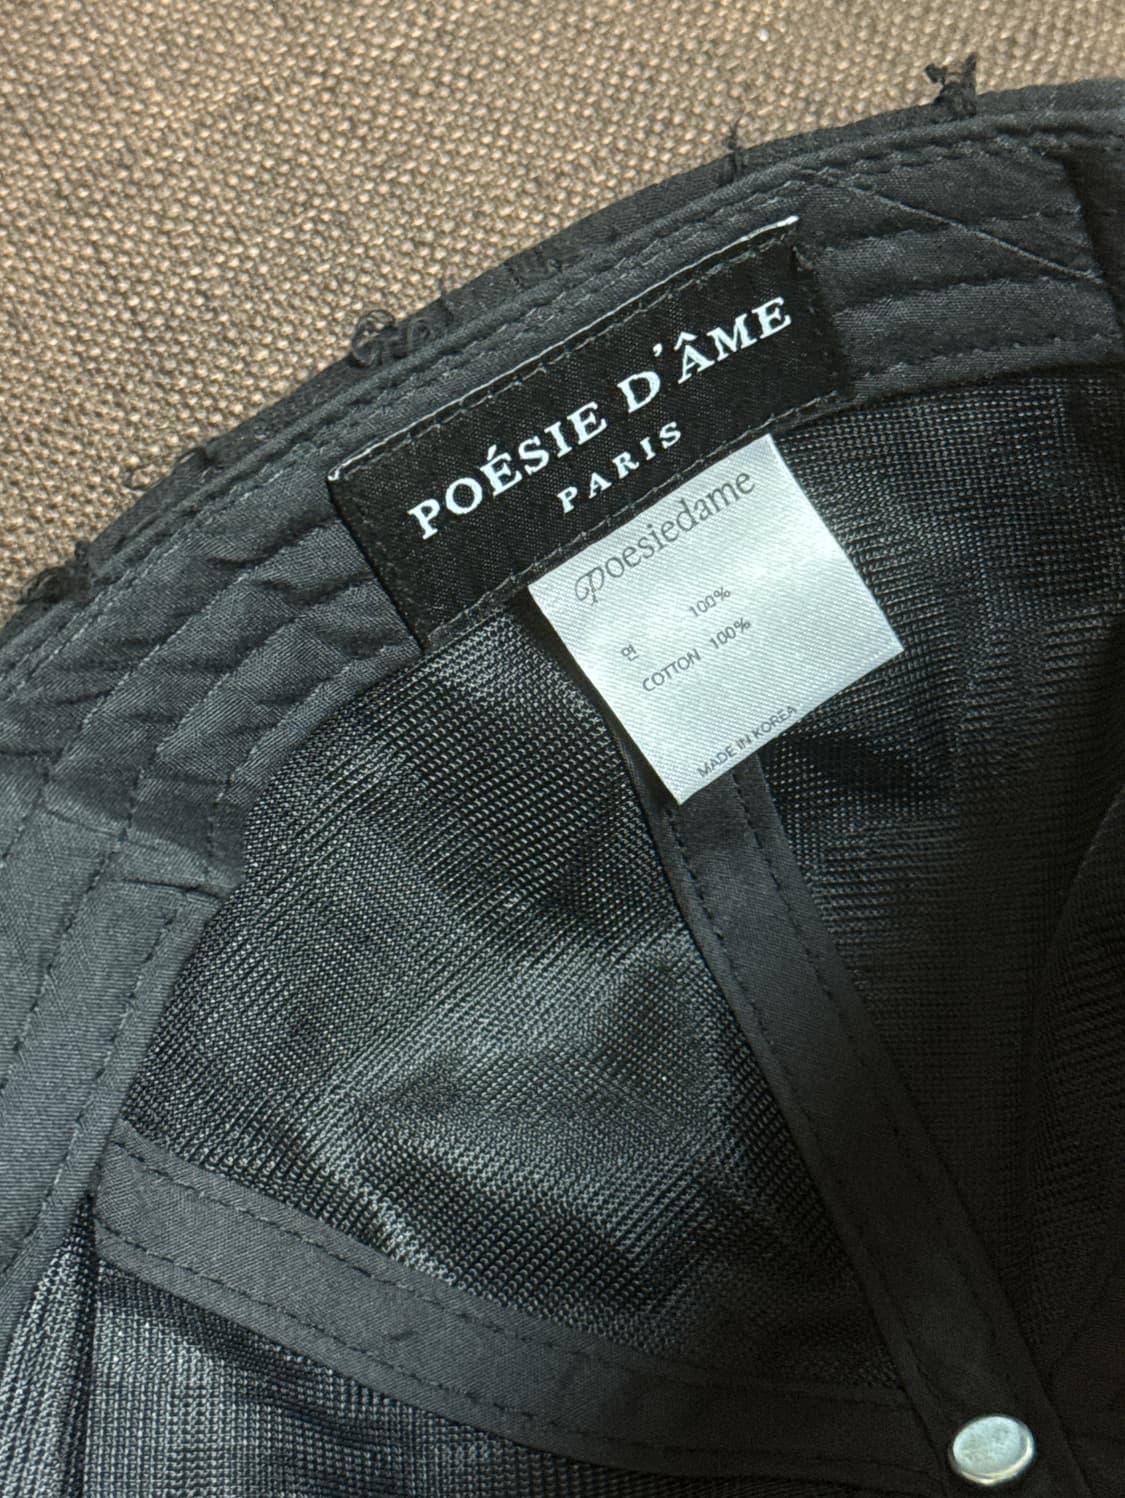 POÉSIE D'ÂME
PARIS
Poesiedame
면 100%
COTTON 100%
MADE IN KOREA